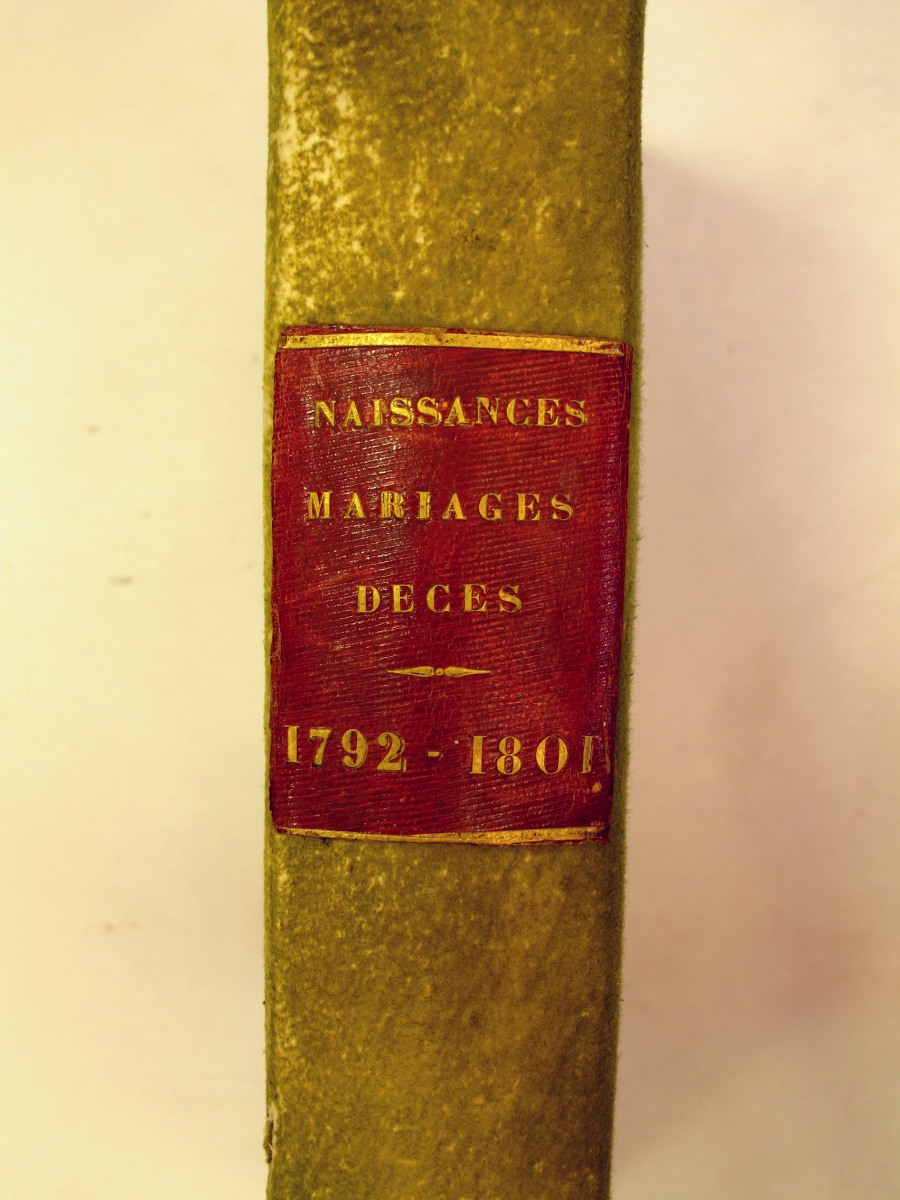 NAISSANCES
MARIAGES
DECES
1792 - 1801